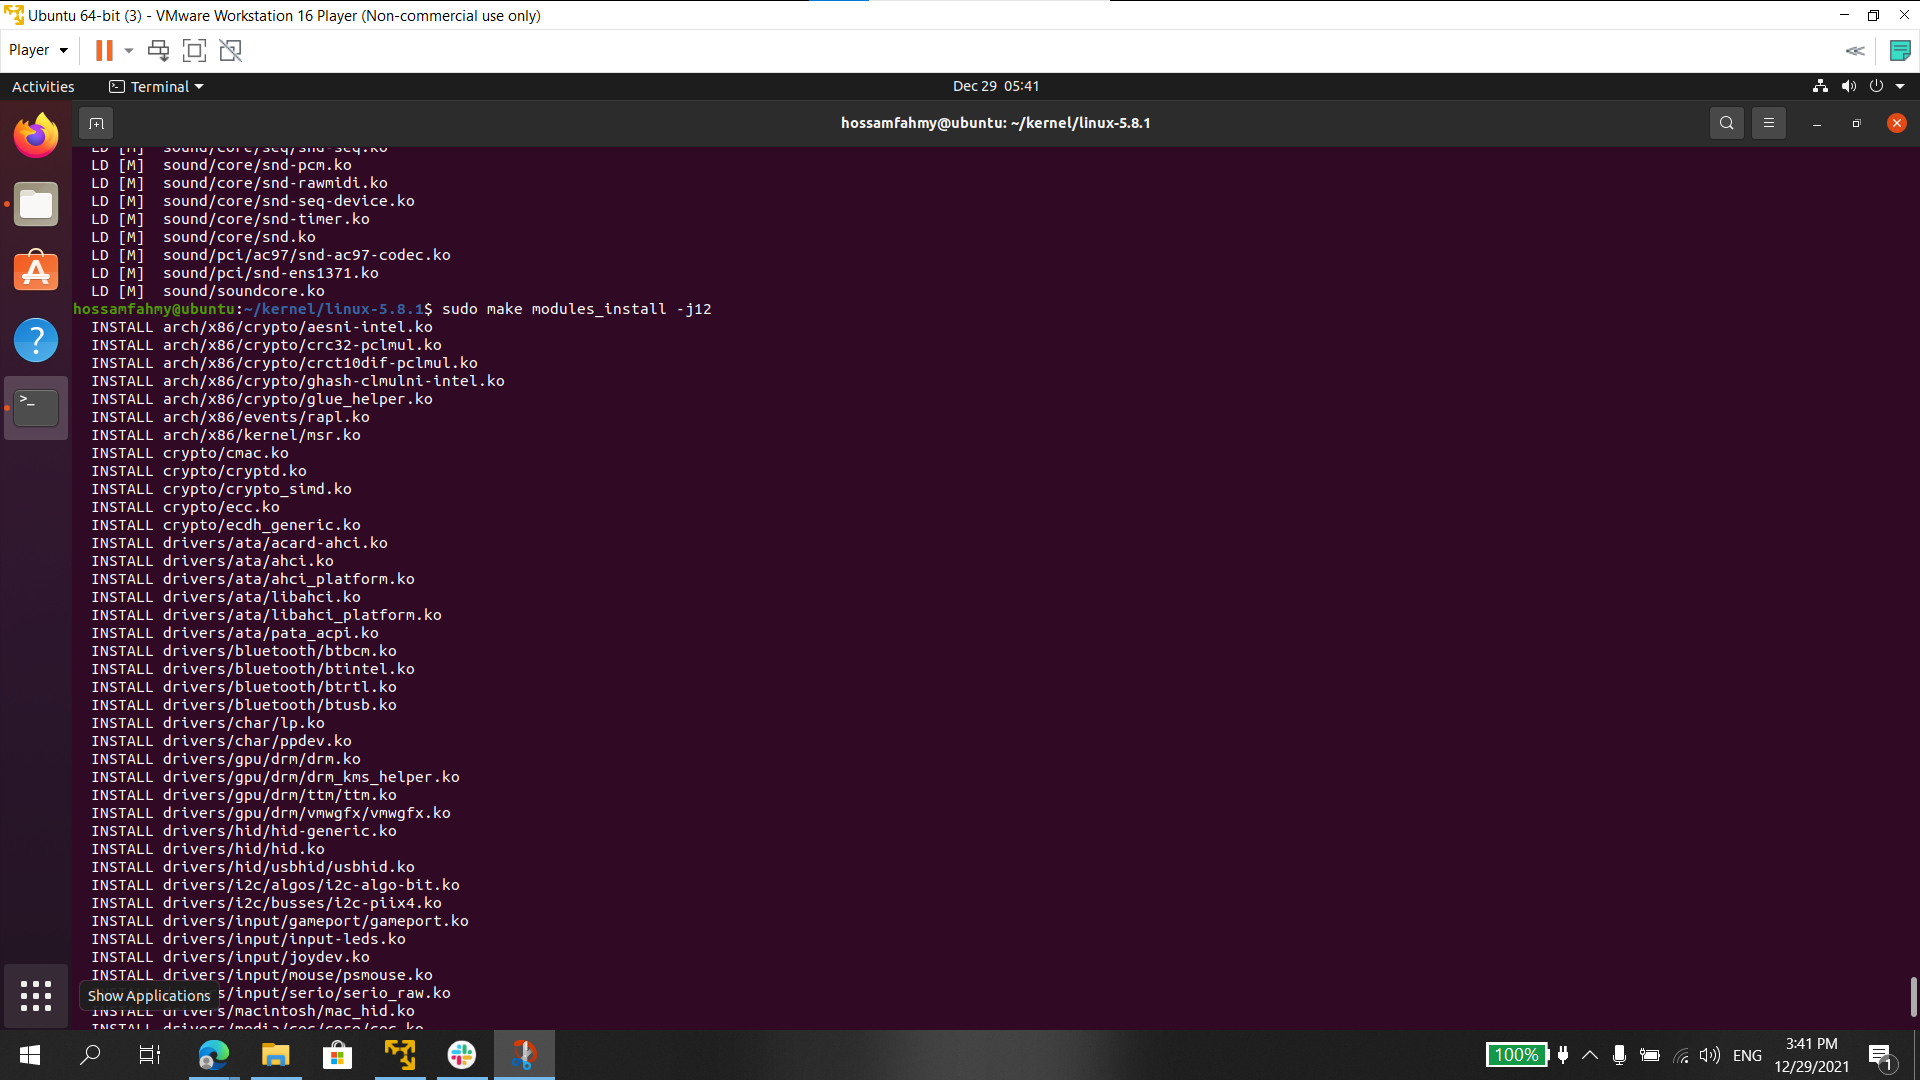 Ubuntu 64-bit (3) - VMware Workstation 16 Player (Non-commercial use only)
Player
Activities
Terminal
Dec 29 05:41
hossamfahmy@ubuntu: ~/kernel/linux-5.8.1
LD [M] sound/core/seq/snd-seq.ko
LD [M] sound/core/snd-pcm.ko
LD [M] sound/core/snd-rawmidi.ko
LD [M] sound/core/snd-seq-device.ko
LD [M] sound/core/snd-timer.ko
LD [M] sound/core/snd.ko
LD [M] sound/pci/ac97/snd-ac97-codec.ko
LD [M] sound/pci/snd-ens1371.ko
LD [M] sound/soundcore.ko
hossamfahmy@ubuntu:~/kernel/linux-5.8.1$ sudo make modules_install -j12
INSTALL arch/x86/crypto/aesni-intel.ko
INSTALL arch/x86/crypto/crc32-pclmul.ko
INSTALL arch/x86/crypto/crct10dif-pclmul.ko
INSTALL arch/x86/crypto/ghash-clmulni-intel.ko
INSTALL arch/x86/crypto/glue_helper.ko
INSTALL arch/x86/events/rapl.ko
INSTALL arch/x86/kernel/msr.ko
INSTALL crypto/cmac.ko
INSTALL crypto/cryptd.ko
INSTALL crypto/crypto_simd.ko
INSTALL crypto/ecc.ko
INSTALL crypto/ecdh_generic.ko
INSTALL drivers/ata/acard-ahci.ko
INSTALL drivers/ata/ahci.ko
INSTALL drivers/ata/ahci_platform.ko
INSTALL drivers/ata/libahci.ko
INSTALL drivers/ata/libahci_platform.ko
INSTALL drivers/ata/pata_acpi.ko
INSTALL drivers/bluetooth/btbcm.ko
INSTALL drivers/bluetooth/btintel.ko
INSTALL drivers/bluetooth/btrtl.ko
INSTALL drivers/bluetooth/btusb.ko
INSTALL drivers/char/lp.ko
INSTALL drivers/char/ppdev.ko
INSTALL drivers/gpu/drm/drm.ko
INSTALL drivers/gpu/drm/drm_kms_helper.ko
INSTALL drivers/gpu/drm/ttm/ttm.ko
INSTALL drivers/gpu/drm/vmwgfx/vmwgfx.ko
INSTALL drivers/hid/hid-generic.ko
INSTALL drivers/hid/hid.ko
INSTALL drivers/hid/usbhid/usbhid.ko
INSTALL drivers/i2c/algos/i2c-algo-bit.ko
INSTALL drivers/i2c/busses/i2c-piix4.ko
INSTALL drivers/input/gameport/gameport.ko
INSTALL drivers/input/input-leds.ko
INSTALL drivers/input/joydev.ko
INSTALL drivers/input/mouse/psmouse.ko
s/input/serio/serio_raw.ko
Show Applications
INSTALL drivers/macintosh/mac_hid.ko
INSTALL drivers/media/cec/core/cec.ko
100%
ENG
3:41 PM
12/29/2021
1